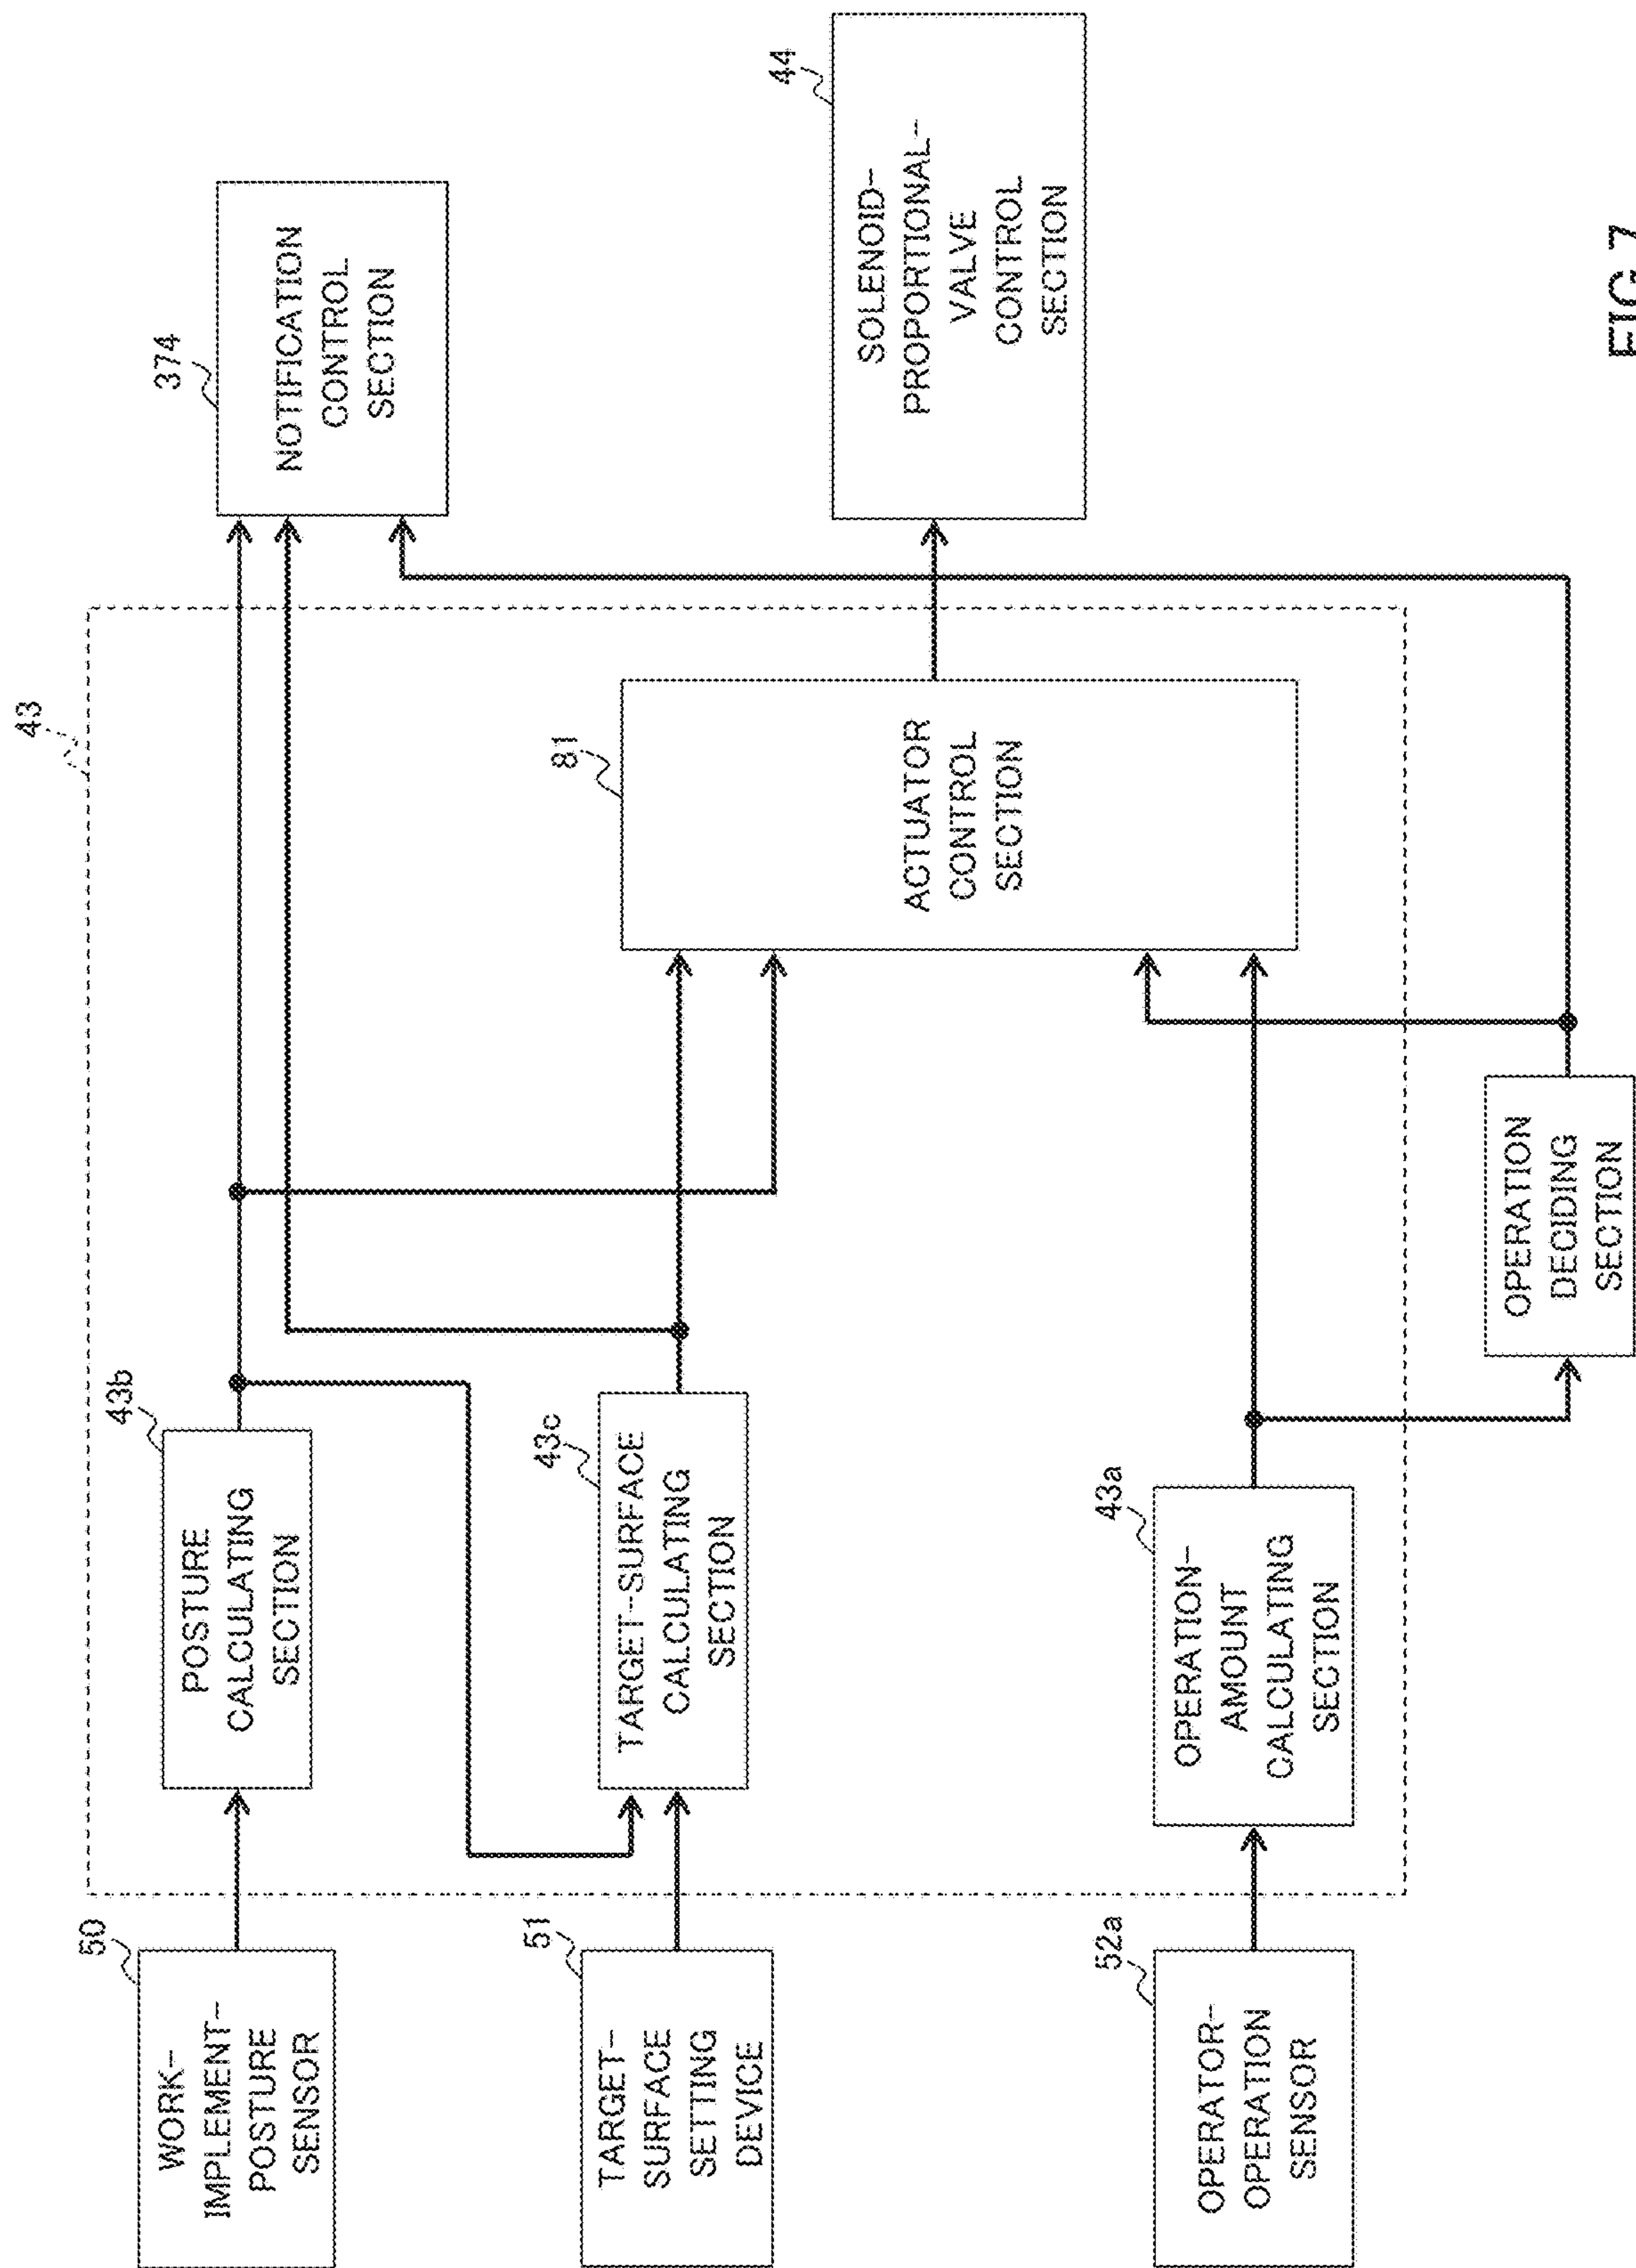 50
WORK-
IMPLEMENT-
POSTURE
SENSOR
51
TARGET-
SURFACE
SETTING
DEVICE
52a
OPERATOR-
OPERATION
SENSOR
43
43b
POSTURE
CALCULATING
SECTION
43c
TARGET-SURFACE
CALCULATING
SECTION
43a
OPERATION-
AMOUNT
CALCULATING
SECTION
81
ACTUATOR
CONTROL
SECTION
OPERATION
DECIDING
SECTION
374
NOTIFICATION
CONTROL
SECTION
44
SOLENOID-
PROPORTIONAL-
VALVE
CONTROL
SECTION
FIG.7